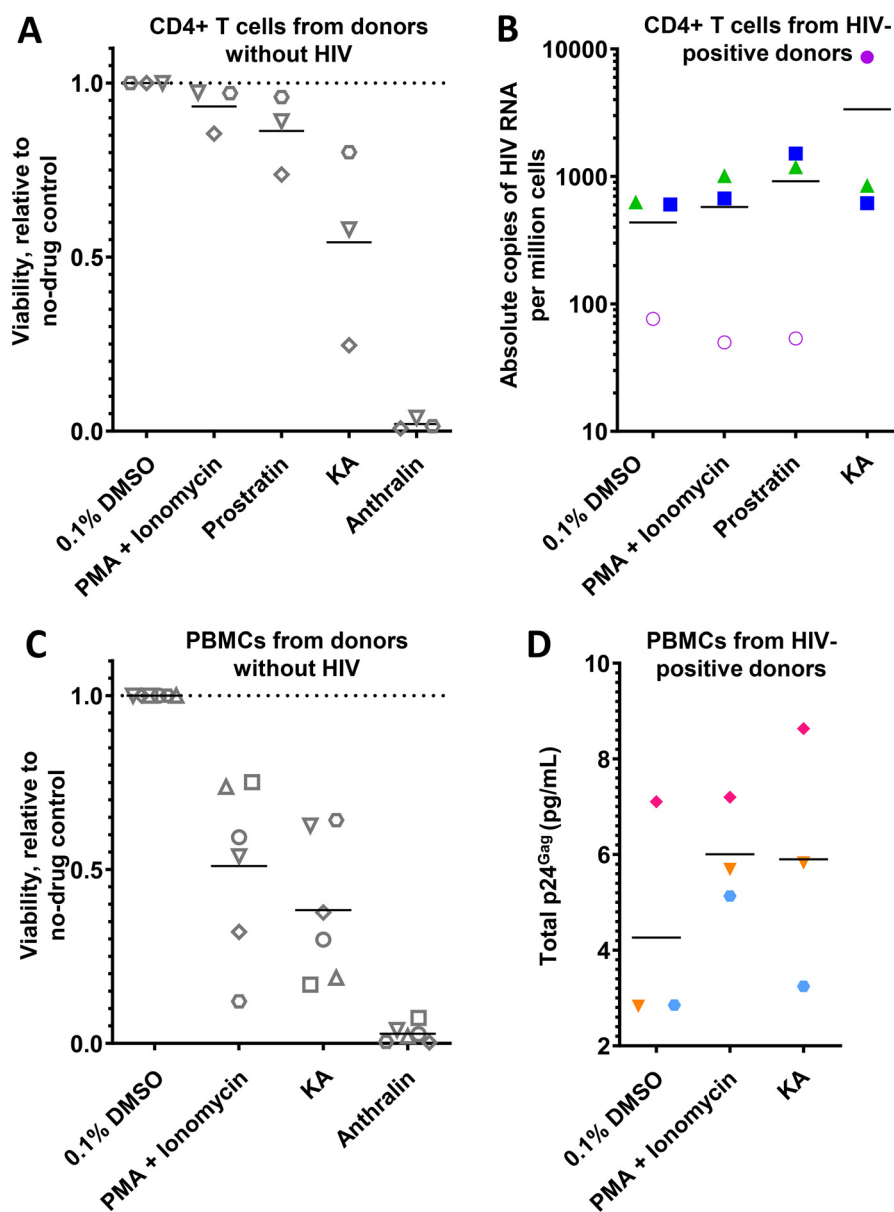 A
CD4+ T cells from donors
without HIV
Viability, relative to
no-drug control
1.0
0.5
0.0
0.1% DMSO
PMA + Ionomycin
Prostratin
KA
Anthralin
B
CD4+ T cells from HIV-
positive donors
Absolute copies of HIV RNA
per million cells
10000
1000
100
10
0.1% DMSO
PMA + Ionomycin
Prostratin
KA
C
PBMCs from donors
without HIV
Viability, relative to
no-drug control
1.0
0.5
0.0
0.1% DMSO
PMA + Ionomycin
KA
Anthralin
D
PBMCs from HIV-
positive donors
Total p24Gag (pg/mL)
10
8
6
4
2
0.1% DMSO
PMA + Ionomycin
KA